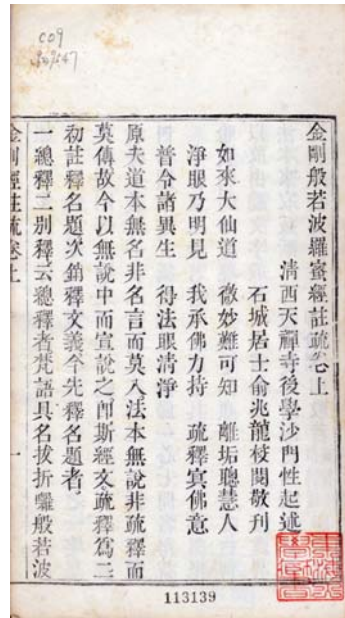 C09
金剛般若波羅蜜經註疏卷上
清西天禪寺後學沙門性起述
石城居士俞兆龍校閱敬刊
如來大仙道　微妙難可知　離垢聰慧人
淨眼乃明見　我承佛力持　疏釋寘佛意
普令諸異生　得法眼清淨
原夫道本無名非名言而莫入法本無說非疏釋而
莫傳故今以無說中而宣說之卽斯經文疏釋爲二
初註釋名題次銷釋文義今先釋名題者
一總釋二別釋云總釋者梵語具名拔折囉般若波
金剛經註疏卷上
一
113139